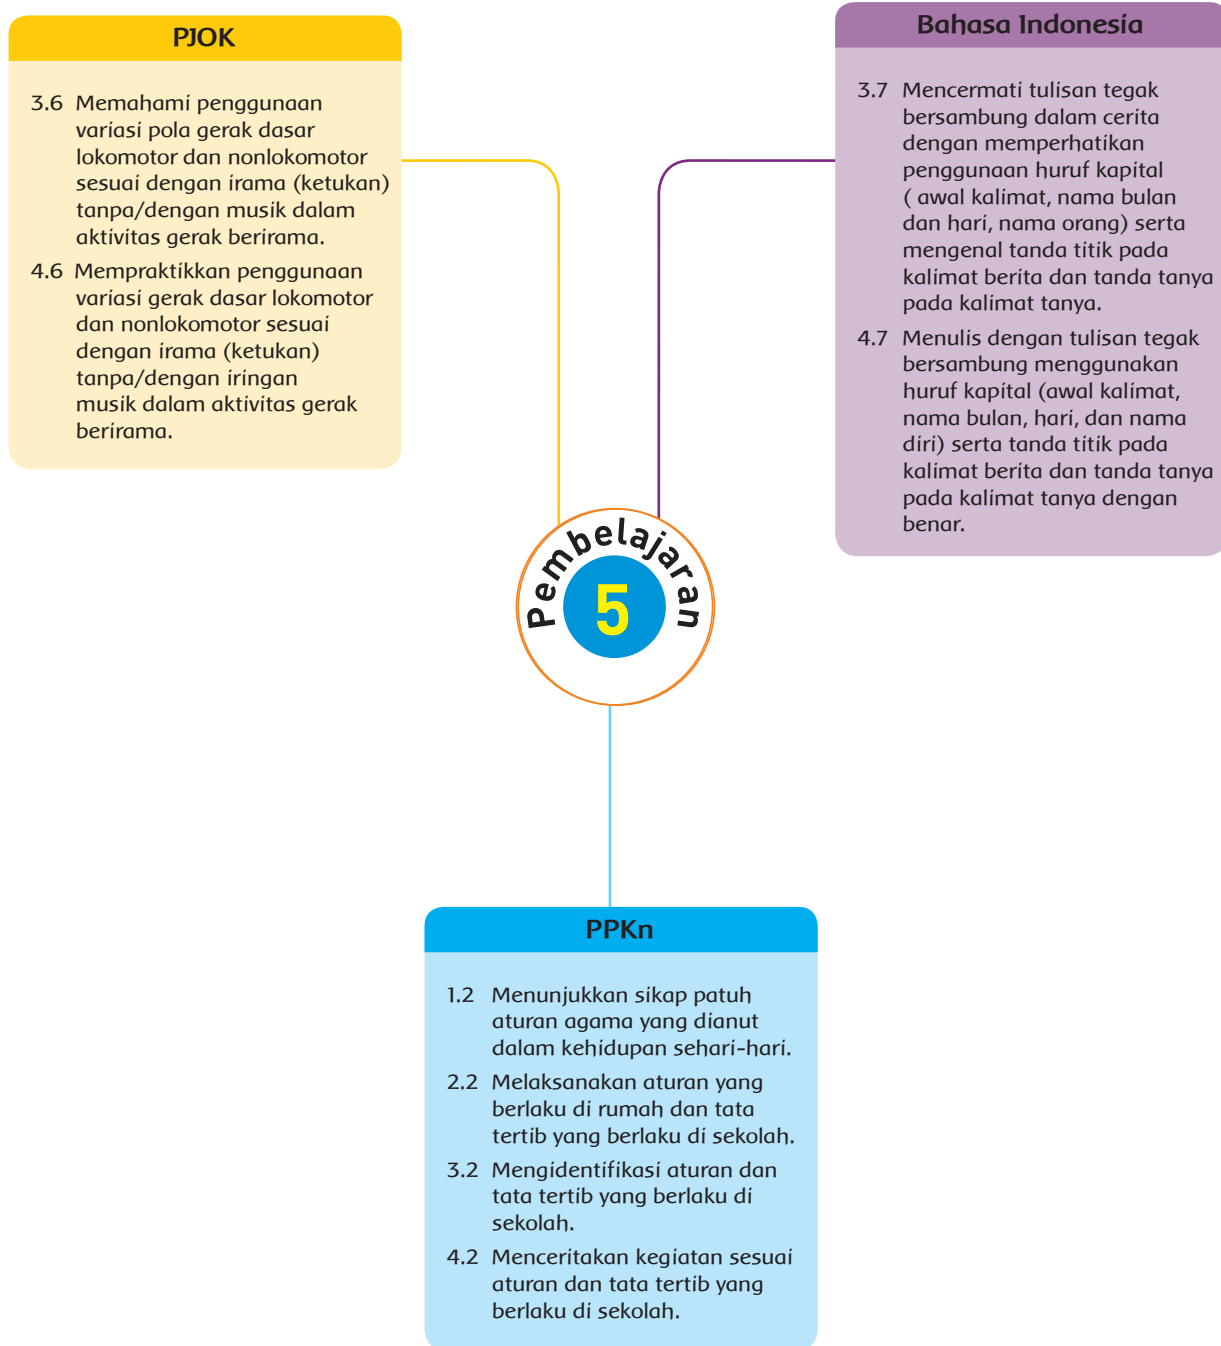 PJOK
3.6 Memahami penggunaan
variasi pola gerak dasar
lokomotor dan nonlokomotor
sesuai dengan irama (ketukan)
tanpa/dengan musik dalam
aktivitas gerak berirama.
4.6 Mempraktikkan penggunaan
variasi gerak dasar lokomotor
dan nonlokomotor sesuai
dengan irama (ketukan)
tanpa/dengan iringan
musik dalam aktivitas gerak
berirama.
Bahasa Indonesia
3.7 Mencermati tulisan tegak
bersambung dalam cerita
dengan memperhatikan
penggunaan huruf kapital
( awal kalimat, nama bulan
dan hari, nama orang) serta
mengenal tanda titik pada
kalimat berita dan tanda tanya
pada kalimat tanya.
4.7 Menulis dengan tulisan tegak
bersambung menggunakan
huruf kapital (awal kalimat,
nama bulan, hari, dan nama
diri) serta tanda titik pada
kalimat berita dan tanda tanya
pada kalimat tanya dengan
benar.
Pembelajaran
5
PPKn
1.2 Menunjukkan sikap patuh
aturan agama yang dianut
dalam kehidupan sehari-hari.
2.2 Melaksanakan aturan yang
berlaku di rumah dan tata
tertib yang berlaku di sekolah.
3.2 Mengidentifikasi aturan dan
tata tertib yang berlaku di
sekolah.
4.2 Menceritakan kegiatan sesuai
aturan dan tata tertib yang
berlaku di sekolah.